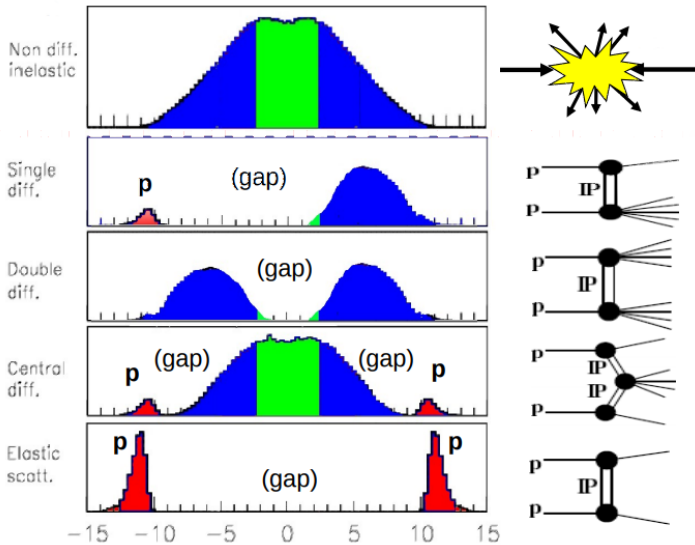 Non diff.
inelastic
Single
diff.
p
(gap)
p
IP
p
Double
diff.
(gap)
p
IP
p
Central
diff.
(gap)
(gap)
p
p
p
IP
IP
p
Elastic
scatt.
p
p
(gap)
p
IP
p
-15 -10 -5 0 5 10 15